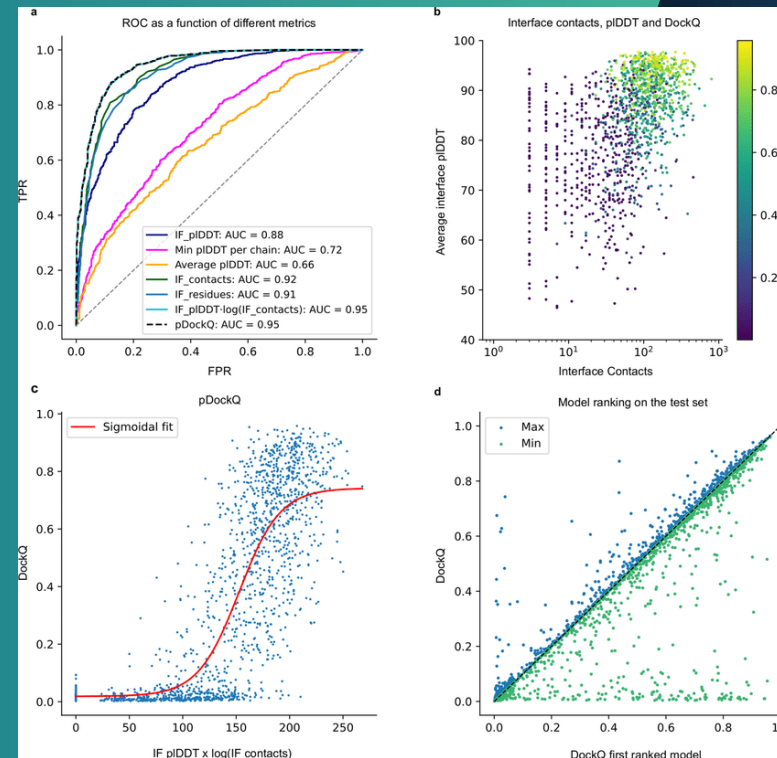 a
ROC as a function of different metrics
1.0
0.8
0.6
0.4
0.2
0.0
TPR
IF_plDDT: AUC = 0.88
Min plDDT per chain: AUC = 0.72
Average plDDT: AUC = 0.66
IF_contacts: AUC = 0.92
IF_residues: AUC = 0.91
IF_plDDT·log(IF_contacts): AUC = 0.95
pDockQ: AUC = 0.95
0.0 0.2 0.4 0.6 0.8 1.0
FPR
b
Interface contacts, plDDT and DockQ
100
90
80
70
60
50
40
Average interface plDDT
10⁰ 10¹ 10² 10³
Interface Contacts
0.8
0.6
0.4
0.2
c
pDockQ
Sigmoidal fit
1.0
0.8
0.6
0.4
0.2
0.0
DockQ
0 50 100 150 200 250
IF plDDT x log(IF contacts)
d
Model ranking on the test set
Max
Min
1.0
0.8
0.6
0.4
0.2
0.0
DockQ
0.0 0.2 0.4 0.6 0.8 1
DockQ first ranked model